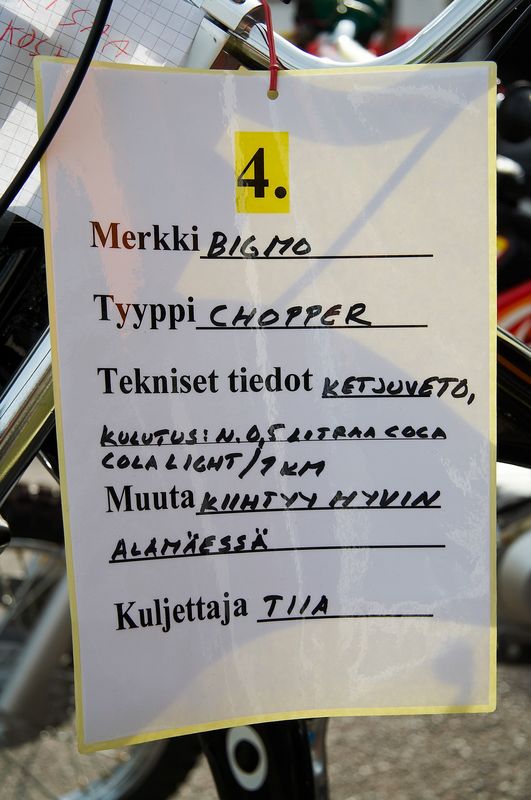 4.
Merkki BIGMO
Tyyppi CHOPPER
Tekniset tiedot KETJUVETO,
KULUTUS: N. 0,5 LITRAA COCA
COLA LIGHT/1 KM
Muuta KIIHTYY HYVIN
ALAMÄESSÄ
Kuljettaja TIIA